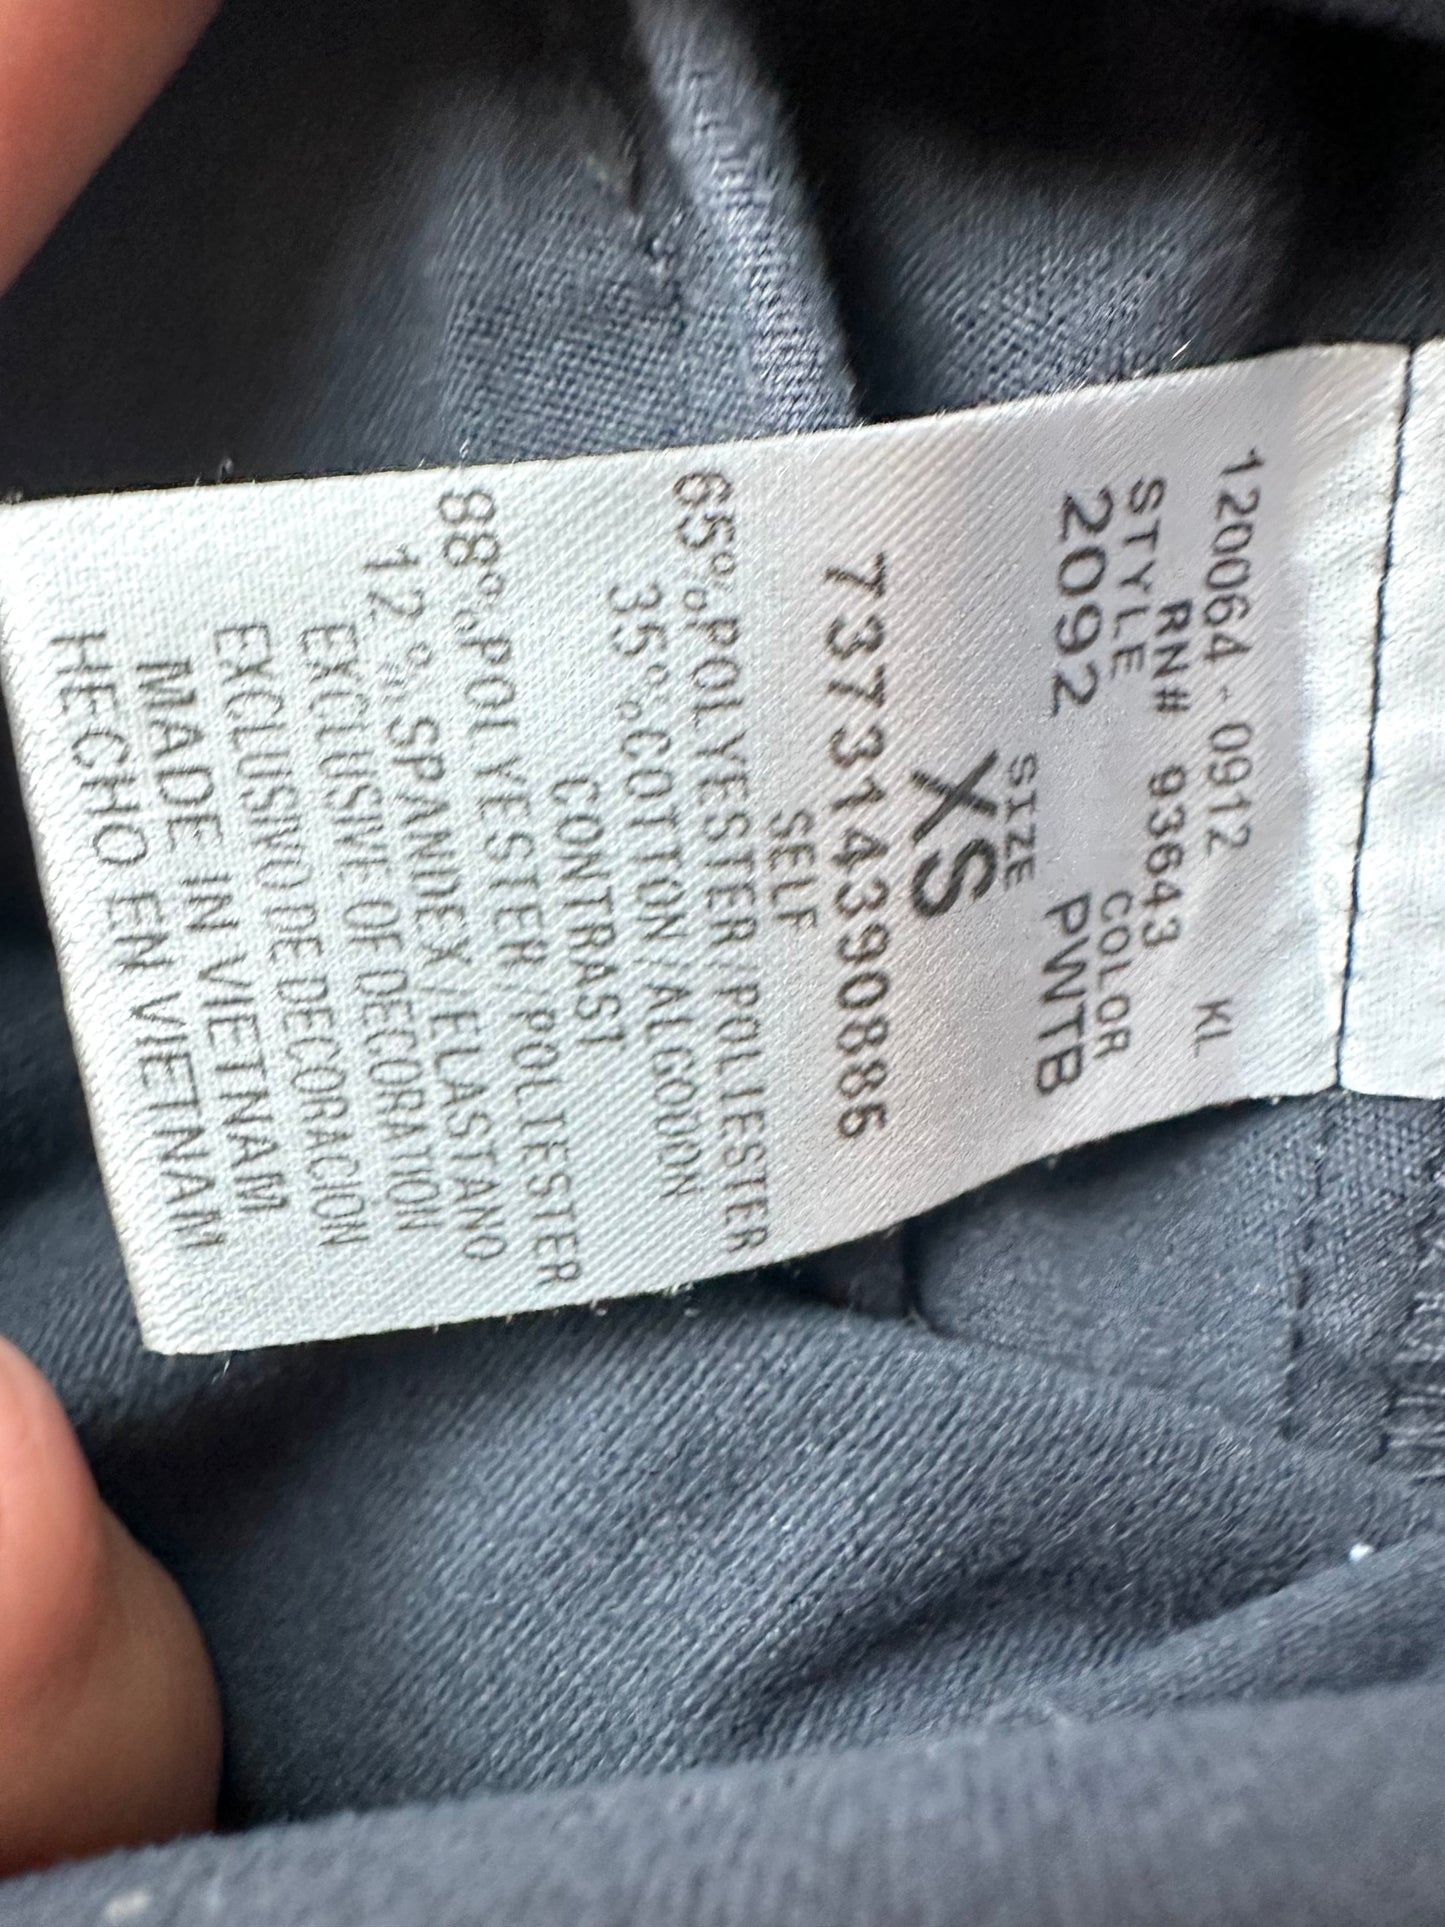 120064-0912 KL
RN# 93643
STYLE COLOR
2092 PWTB
SIZE
XS
737314390885
SELF
65%POLYESTER/POLIESTER
35%COTTON/ALGODON
CONTRAST
88%POLYESTER/POLIESTER
12%SPANDEX/ELASTANO
EXCLUSIVE OF DECORATION
EXCLUSIVO DE DECORACION
MADE IN VIETNAM
HECHO EN VIETNAM